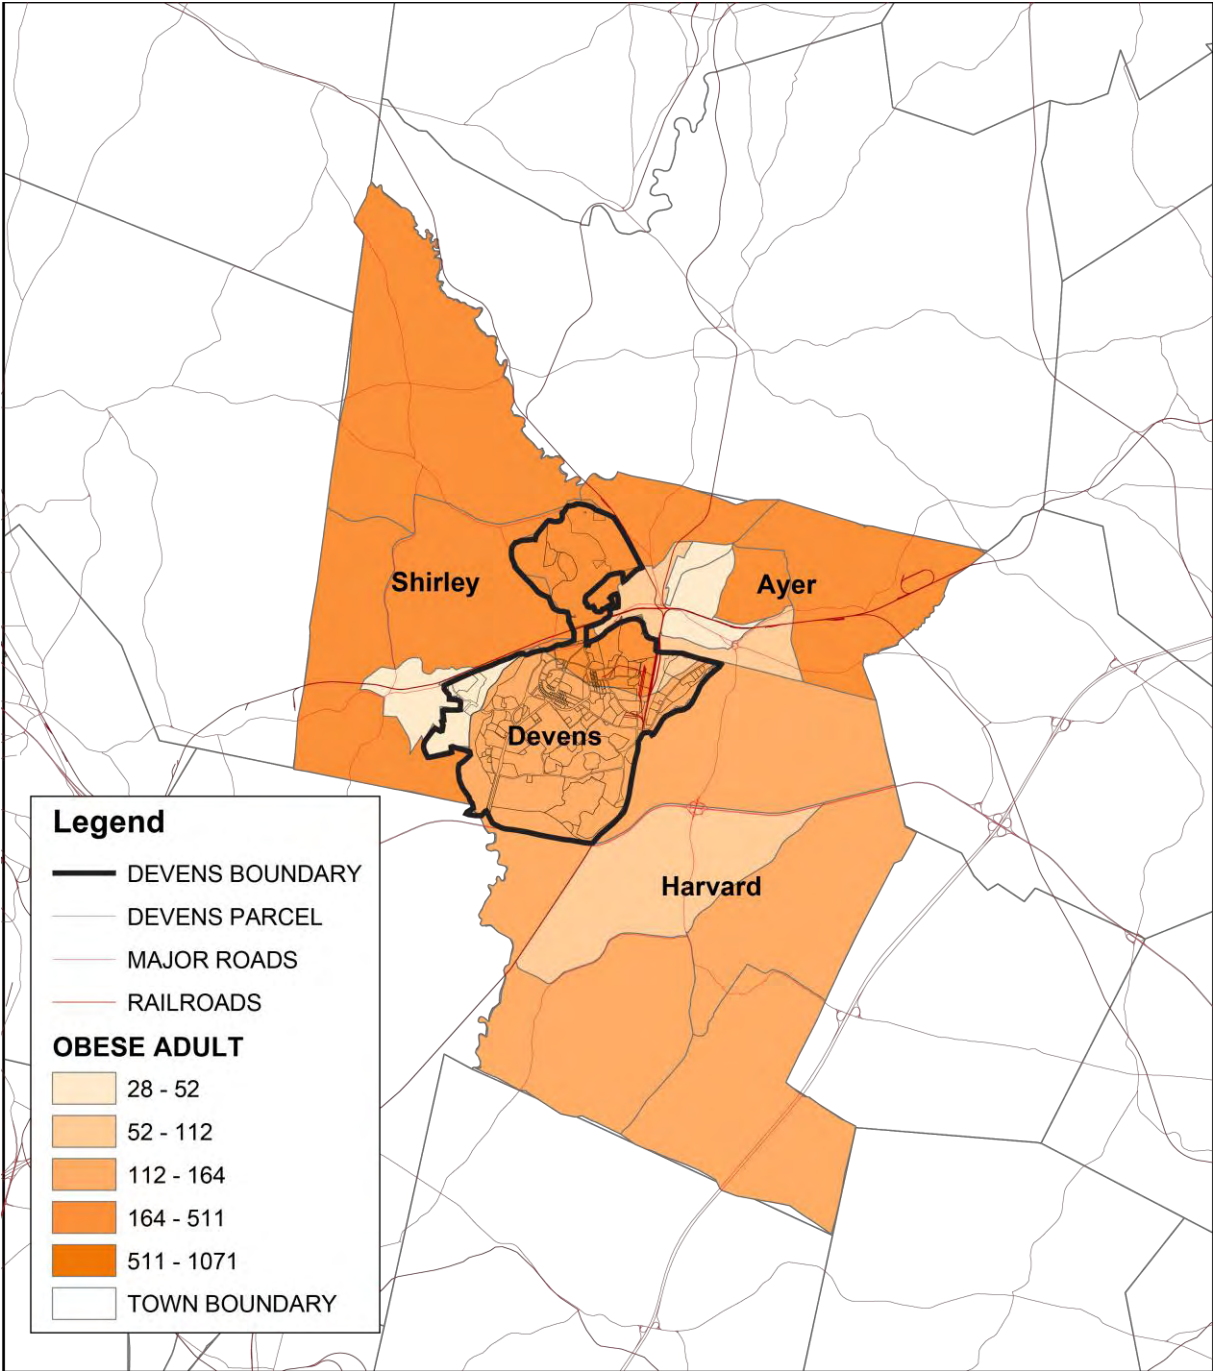 Shirley
Ayer
Devens
Harvard
Legend
DEVENS BOUNDARY
DEVENS PARCEL
MAJOR ROADS
RAILROADS
OBESE ADULT
28 - 52
52 - 112
112 - 164
164 - 511
511 - 1071
TOWN BOUNDARY